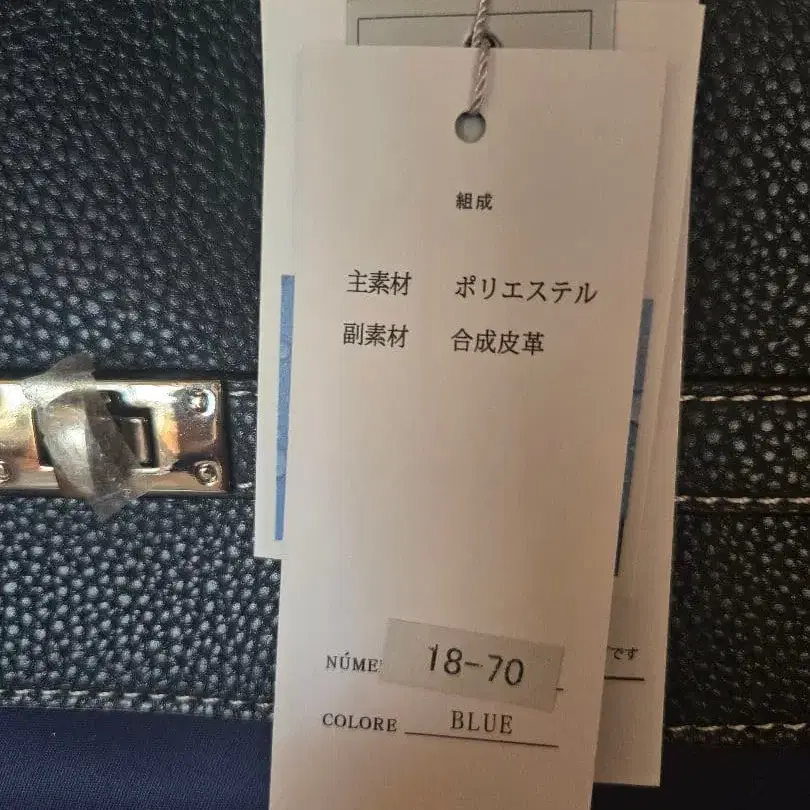 組成
主素材 ポリエステル
副素材 合成皮革
NÚME 18-70
です
COLORE BLUE